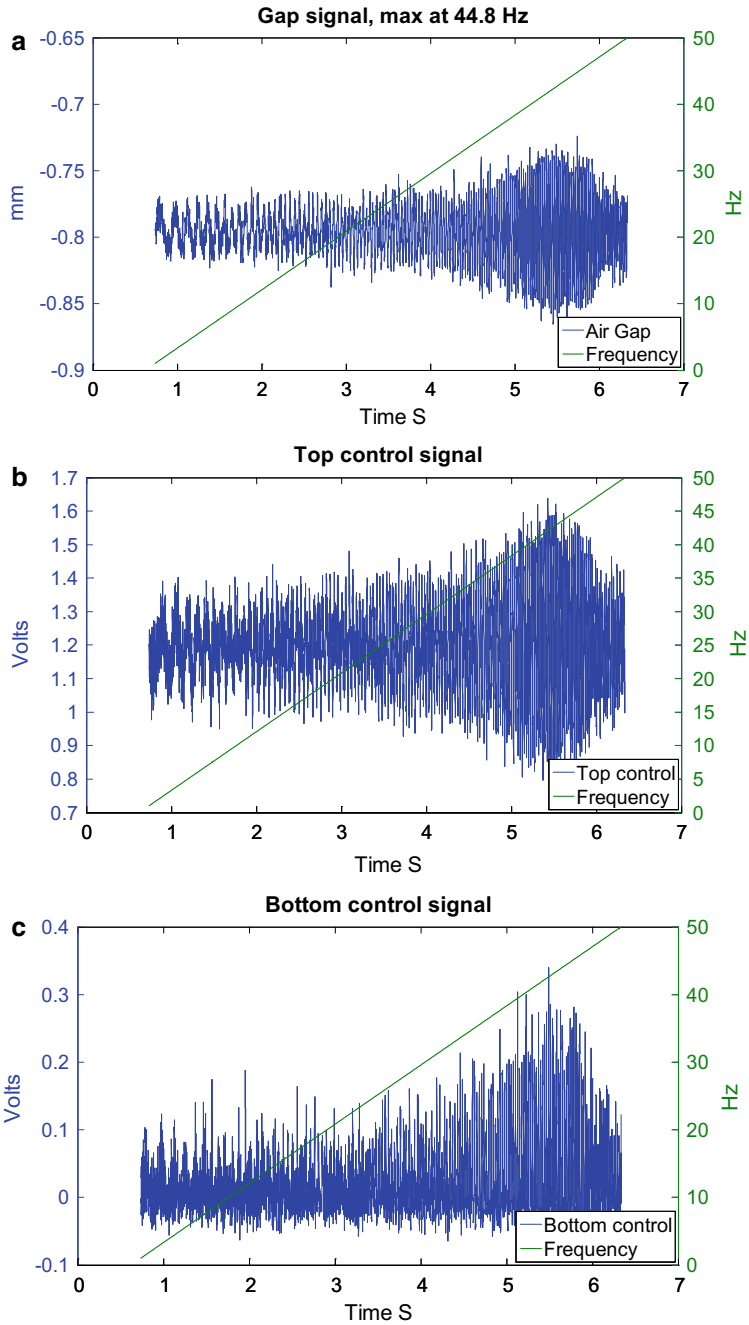 Gap signal, max at 44.8 Hz
a
-0.65
-0.7
-0.75
-0.8
-0.85
-0.9
mm
50
40
30
20
10
0
Hz
0 1 2 3 4 5 6 7
Time S
Air Gap
Frequency
Top control signal
b
1.7
1.6
1.5
1.4
1.3
1.2
1.1
1
0.9
0.8
0.7
Volts
50
45
40
35
30
25
20
15
10
5
0
Hz
0 1 2 3 4 5 6 7
Time S
Top control
Frequency
Bottom control signal
c
0.4
0.3
0.2
0.1
0
-0.1
Volts
50
40
30
20
10
0
Hz
0 1 2 3 4 5 6 7
Time S
Bottom control
Frequency